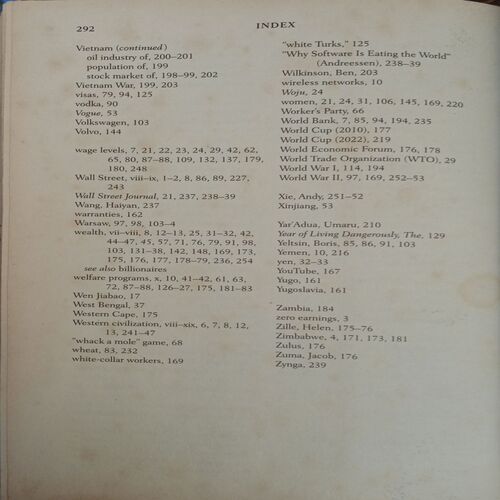 292
INDEX
Vietnam (continued)
oil industry of, 200–201
population of, 199
stock market of, 198–99, 202
Vietnam War, 199, 203
visas, 79, 94, 125
vodka, 90
Vogue, 53
Volkswagen, 103
Volvo, 144
wage levels, 7, 21, 22, 23, 24, 29, 42, 62,
65, 80, 87–88, 109, 132, 137, 179,
180, 248
Wall Street, viii–ix, 1–2, 8, 86, 89, 227,
243
Wall Street Journal, 21, 237, 238–39
Wang, Haiyan, 237
warranties, 162
Warsaw, 97, 98, 103–4
wealth, vii–viii, 8, 12–13, 25, 31–32, 42,
44–47, 45, 57, 71, 76, 79, 91, 98,
103, 131–38, 142, 148, 169, 173,
175, 176, 177, 178–79, 236, 254
see also billionaires
welfare programs, x, 10, 41–42, 61, 63,
72, 87–88, 126–27, 175, 181–83
Wen Jiabao, 17
West Bengal, 37
Western Cape, 175
Western civilization, viii–xix, 6, 7, 8, 12,
13, 241–47
"whack a mole" game, 68
wheat, 83, 232
white-collar workers, 169
"white Turks," 125
"Why Software Is Eating the World"
(Andreessen), 238–39
Wilkinson, Ben, 203
wireless networks, 10
Woju, 24
women, 21, 24, 31, 106, 145, 169, 220
Worker's Party, 66
World Bank, 7, 85, 94, 194, 235
World Cup (2010), 177
World Cup (2022), 219
World Economic Forum, 176, 178
World Trade Organization (WTO), 29
World War I, 114, 194
World War II, 97, 169, 252–53
Xie, Andy, 251–52
Xinjiang, 53
Yar'Adua, Umaru, 210
Year of Living Dangerously, The, 129
Yeltsin, Boris, 85, 86, 91, 103
Yemen, 10, 216
yen, 32–33
YouTube, 167
Yugo, 161
Yugoslavia, 161
Zambia, 184
zero earnings, 3
Zille, Helen, 175–76
Zimbabwe, 4, 171, 173, 181
Zulus, 176
Zuma, Jacob, 176
Zynga, 239